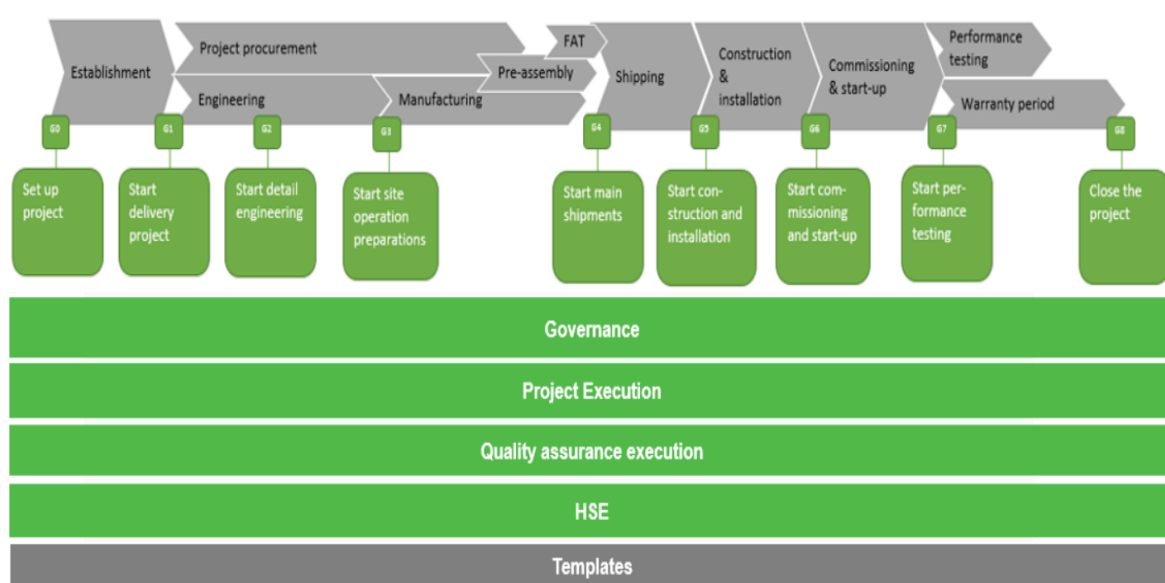 Establishment
Project procurement
Engineering
Manufacturing
Pre-assembly
FAT
Shipping
Construction
&
installation
Commissioning
& start-up
Performance
testing
Warranty period
G0
G1
G2
G3
G4
G5
G6
G7
G8
Set up
project
Start
delivery
project
Start detail
engineering
Start site
operation
preparations
Start main
shipments
Start con-
struction and
installation
Start com-
missioning
and start-up
Start per-
formance
testing
Close the
project
Governance
Project Execution
Quality assurance execution
HSE
Templates